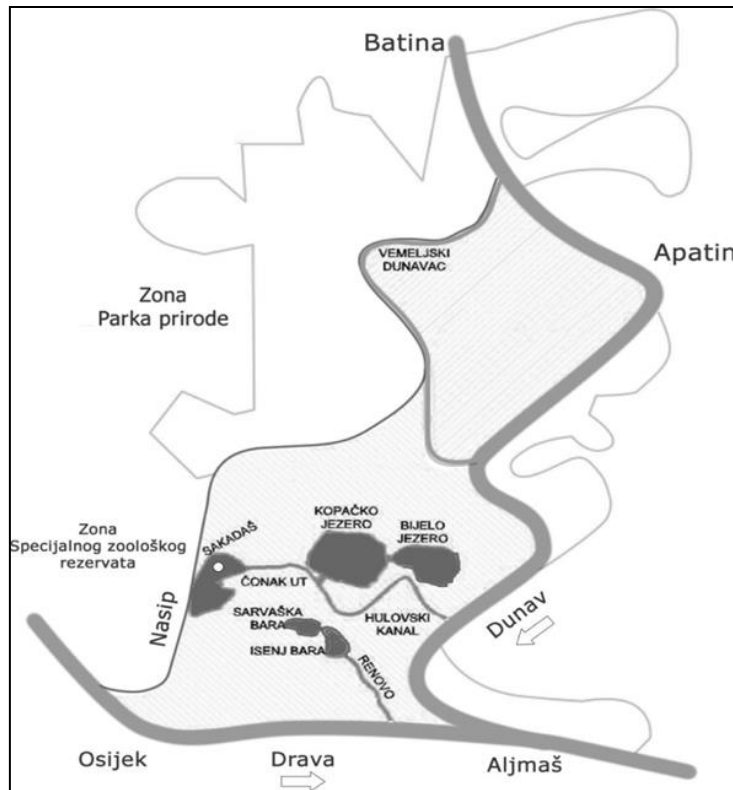 Batina
VEMELJSKI
DUNAVAC
Apatin
Zona
Parka prirode
KOPAČKO
JEZERO
BIJELO
JEZERO
Zona
Specijalnog zoološkog
rezervata
SAKADAŠ
ČONAK UT
Nasip
SARVAŠKA
BARA
HULOVSKI
KANAL
Dunav
ISENJ BARA
RENOVO
Osijek
Drava
Aljmaš